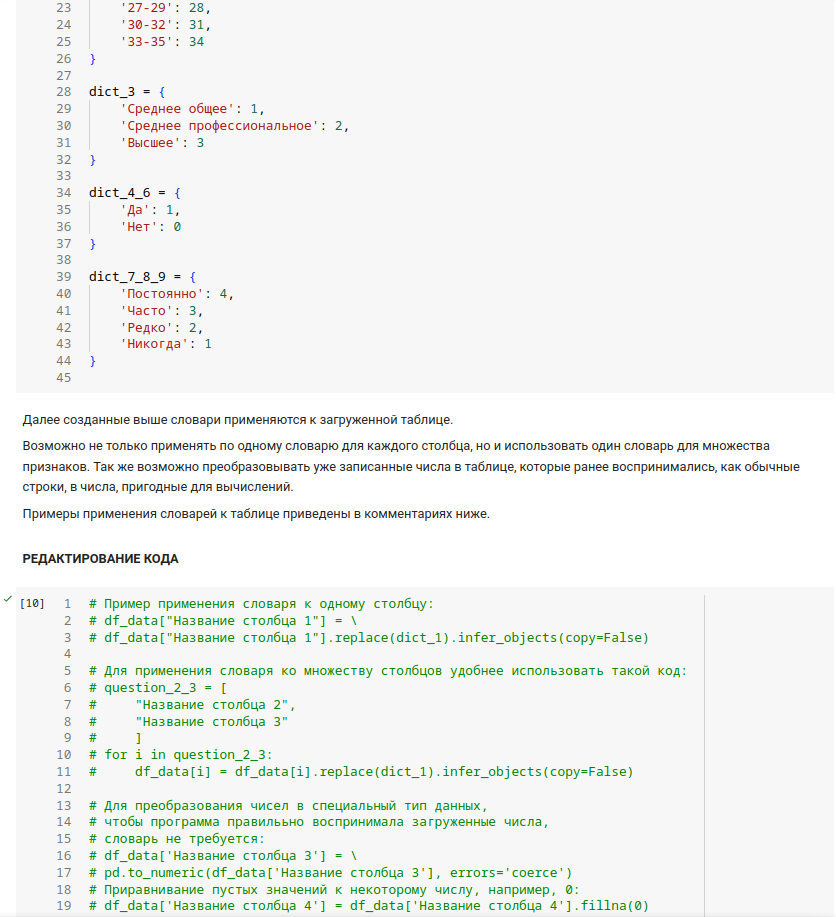 23 '27-29': 28,
24 '30-32': 31,
25 '33-35': 34
26 }
27
28 dict_3 = {
29 'Среднее общее': 1,
30 'Среднее профессиональное': 2,
31 'Высшее': 3
32 }
33
34 dict_4_6 = {
35 'Да': 1,
36 'Нет': 0
37 }
38
39 dict_7_8_9 = {
40 'Постоянно': 4,
41 'Часто': 3,
42 'Редко': 2,
43 'Никогда': 1
44 }
45
Далее созданные выше словари применяются к загруженной таблице.
Возможно не только применять по одному словарю для каждого столбца, но и использовать один словарь для множества
признаков. Так же возможно преобразовывать уже записанные числа в таблице, которые ранее воспринимались, как обычные
строки, в числа, пригодные для вычислений.
Примеры применения словарей к таблице приведены в комментариях ниже.
РЕДАКТИРОВАНИЕ КОДА
[10] 1 # Пример применения словаря к одному столбцу:
2 # df_data["Название столбца 1"] = \
3 # df_data["Название столбца 1"].replace(dict_1).infer_objects(copy=False)
4
5 # Для применения словаря ко множеству столбцов удобнее использовать такой код:
6 # question_2_3 = [
7 #     "Название столбца 2",
8 #     "Название столбца 3"
9 #     ]
10 # for i in question_2_3:
11 #     df_data[i] = df_data[i].replace(dict_1).infer_objects(copy=False)
12
13 # Для преобразования чисел в специальный тип данных,
14 # чтобы программа правильньо воспринимала загруженные числа,
15 # словарь не требуется:
16 # df_data['Название столбца 3'] = \
17 # pd.to_numeric(df_data['Название столбца 3'], errors='coerce')
18 # Приравнивание пустых значений к некоторому числу, например, 0:
19 # df_data['Название столбца 4'] = df_data['Название столбца 4'].fillna(0)